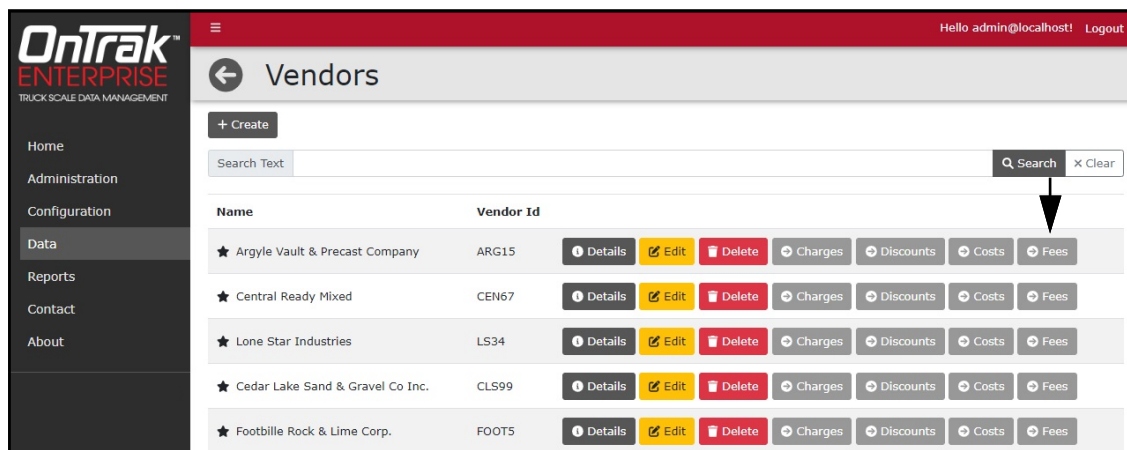 OnTrak™
ENTERPRISE
TRUCK SCALE DATA MANAGEMENT
Hello admin@localhost! Logout
Vendors
+ Create
Search Text Search × Clear
Home
Administration
Configuration
Data
Reports
Contact
About
Name Vendor Id
Argyle Vault & Precast Company ARG15 Details Edit Delete Charges Discounts Costs Fees
Central Ready Mixed CEN67 Details Edit Delete Charges Discounts Costs Fees
Lone Star Industries LS34 Details Edit Delete Charges Discounts Costs Fees
Cedar Lake Sand & Gravel Co Inc. CLS99 Details Edit Delete Charges Discounts Costs Fees
Footbille Rock & Lime Corp. FOOT5 Details Edit Delete Charges Discounts Costs Fees